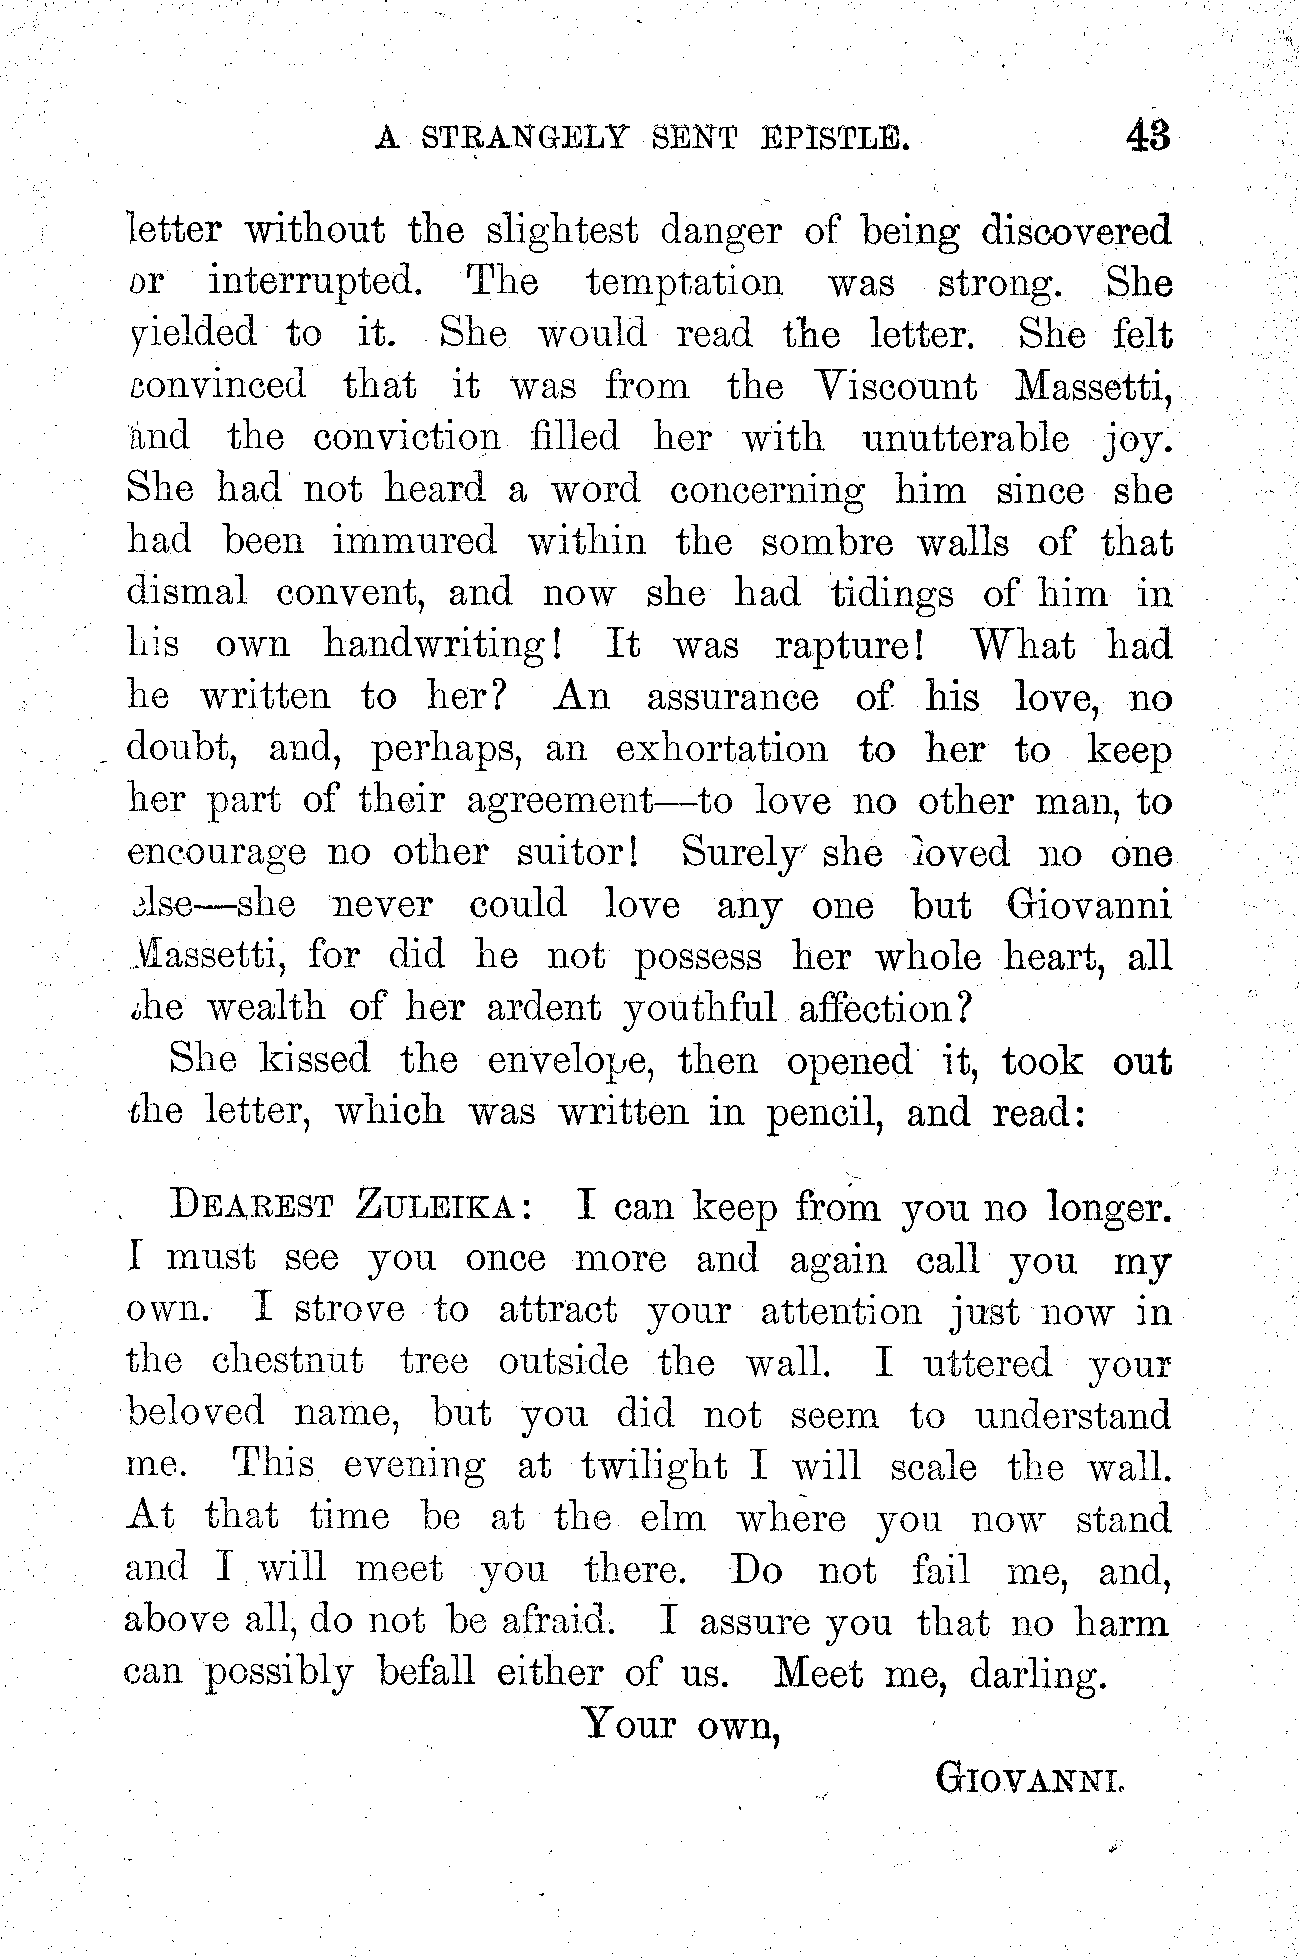 A STRANGELY SENT EPISTLE. 43
letter without the slightest danger of being discovered
or interrupted. The temptation was strong. She
yielded to it. She would read the letter. She felt
convinced that it was from the Viscount Massetti,
and the conviction filled her with unutterable joy.
She had not heard a word concerning him since she
had been immured within the sombre walls of that
dismal convent, and now she had tidings of him in
his own handwriting! It was rapture! What had
he written to her? An assurance of his love, no
doubt, and, perhaps, an exhortation to her to keep
her part of their agreement—to love no other man, to
encourage no other suitor! Surely she loved no one
else—she never could love any one but Giovanni
Massetti, for did he not possess her whole heart, all
the wealth of her ardent youthful affection?
She kissed the envelope, then opened it, took out
the letter, which was written in pencil, and read:
DEAREST ZULEIKA: I can keep from you no longer.
I must see you once more and again call you my
own. I strove to attract your attention just now in
the chestnut tree outside the wall. I uttered your
beloved name, but you did not seem to understand
me. This evening at twilight I will scale the wall.
At that time be at the elm where you now stand
and I will meet you there. Do not fail me, and,
above all, do not be afraid. I assure you that no harm
can possibly befall either of us. Meet me, darling.
Your own,
GIOVANNI.